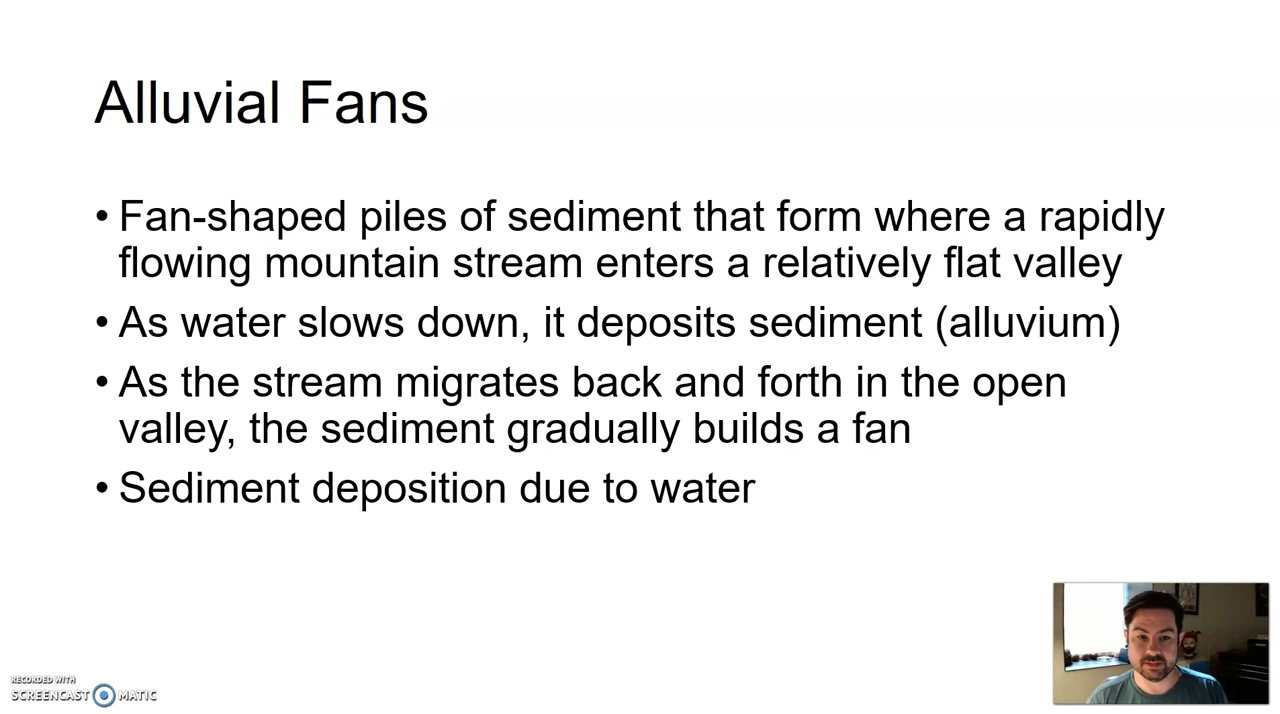 Alluvial Fans
• Fan-shaped piles of sediment that form where a rapidly
flowing mountain stream enters a relatively flat valley
• As water slows down, it deposits sediment (alluvium)
• As the stream migrates back and forth in the open
valley, the sediment gradually builds a fan
• Sediment deposition due to water
RECORDED WITH
SCREENCAST MATIC